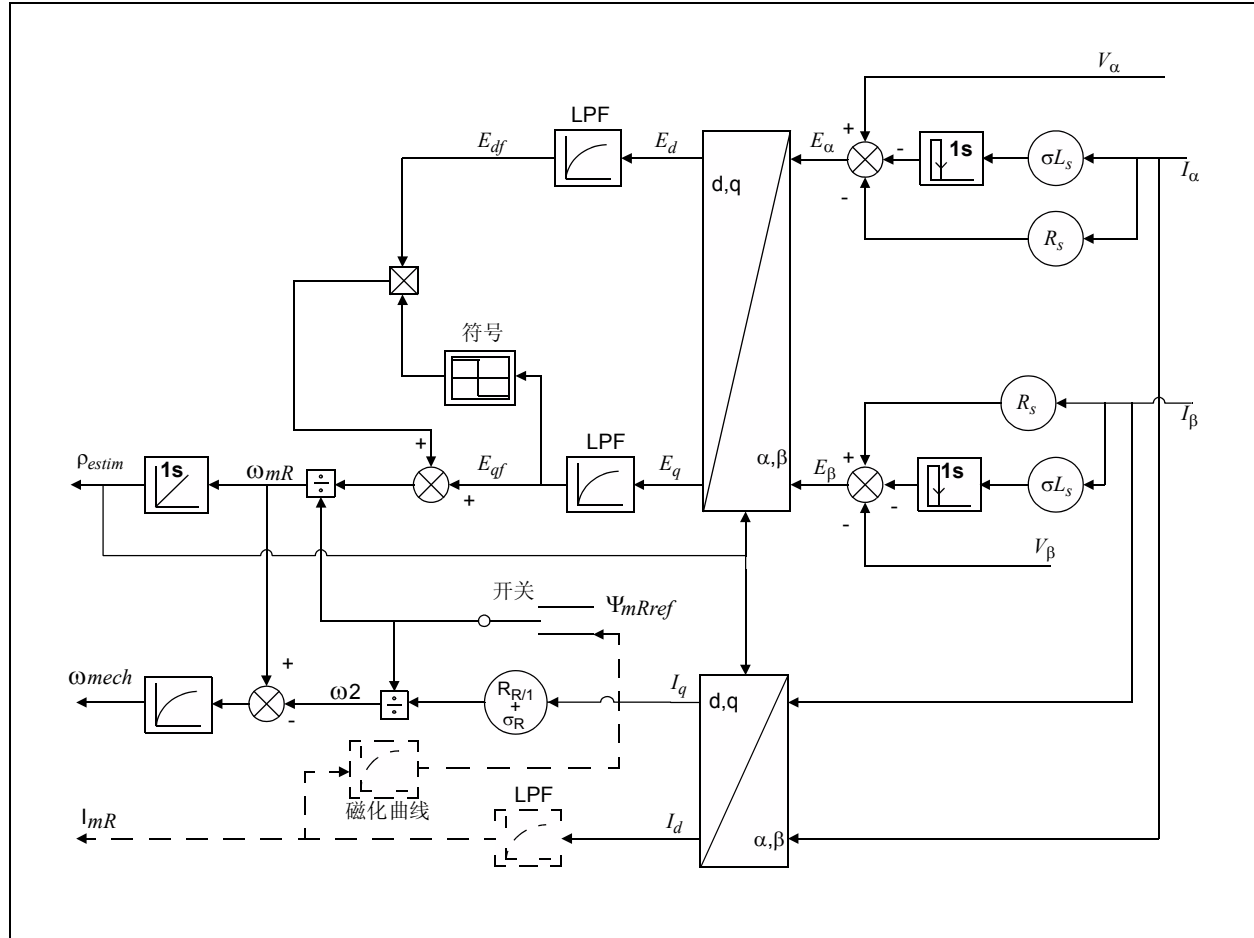 Vα
LPF
Edf
Ed
d,q
α,β
Eα
+
-
-
1s
σLs
Iα
Rs
符号
Rs
Iβ
ρestim
1s
ωmR
÷
+
+
Eqf
LPF
Eq
Eβ
+
-
-
1s
σLs
Vβ
开关
ΨmRref
ωmech
+
-
ω2
÷
RR/1
+
σR
Iq
d,q
α,β
磁化曲线
LPF
ImR
Id